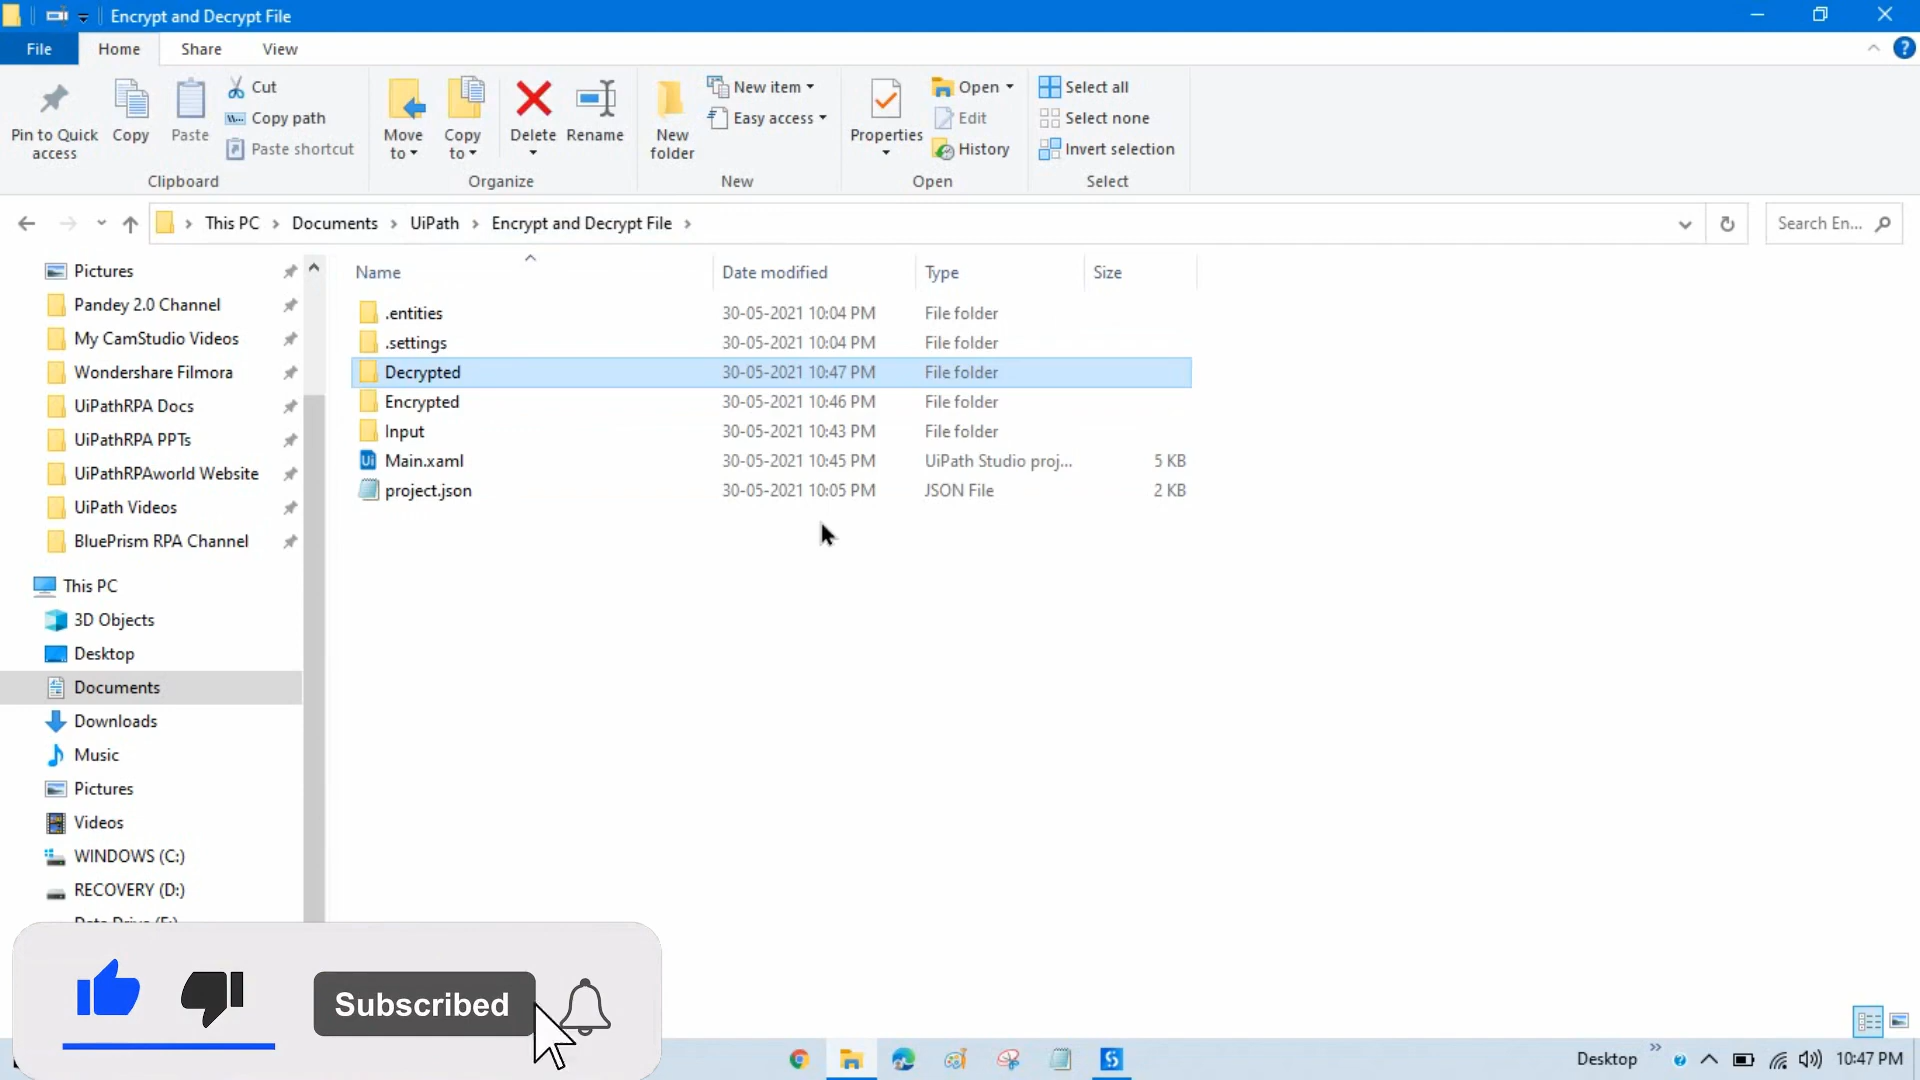 Encrypt and Decrypt File
File Home Share View
Pin to Quick access
Copy
Paste
Cut
Copy path
Paste shortcut
Clipboard
Move to
Copy to
Delete
Rename
Organize
New folder
New item
Easy access
New
Properties
Open
Edit
History
Open
Select all
Select none
Invert selection
Select
This PC > Documents > UiPath > Encrypt and Decrypt File >
Search En...
Pictures
Pandey 2.0 Channel
My CamStudio Videos
Wondershare Filmora
UiPathRPA Docs
UiPathRPA PPTs
UiPathRPAworld Website
UiPath Videos
BluePrism RPA Channel
This PC
3D Objects
Desktop
Documents
Downloads
Music
Pictures
Videos
WINDOWS (C:)
RECOVERY (D:)
Name Date modified Type Size
.entities 30-05-2021 10:04 PM File folder
.settings 30-05-2021 10:04 PM File folder
Decrypted 30-05-2021 10:47 PM File folder
Encrypted 30-05-2021 10:46 PM File folder
Input 30-05-2021 10:43 PM File folder
Main.xaml 30-05-2021 10:45 PM UiPath Studio proj... 5 KB
project.json 30-05-2021 10:05 PM JSON File 2 KB
Subscribed
Desktop
10:47 PM